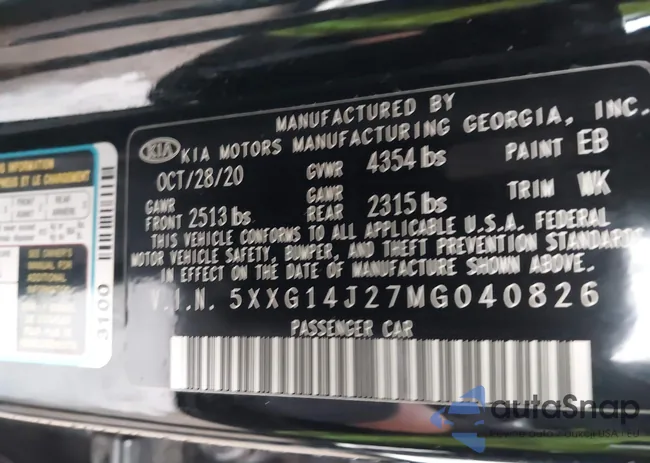 MANUFACTURED BY
KIA KIA MOTORS MANUFACTURING GEORGIA, INC.
OCT/28/20 GVWR 4354 lbs PAINT EB
GAWR FRONT 2513 lbs GAWR REAR 2315 lbs TRIM WK
THIS VEHICLE CONFORMS TO ALL APPLICABLE U.S.A. FEDERAL
MOTOR VEHICLE SAFETY, BUMPER, AND THEFT PREVENTION STANDARDS
IN EFFECT ON THE DATE OF MANUFACTURE SHOWN ABOVE.
V.I.N. 5XXG14J27MG040826
PASSENGER CAR
3100
autoSnap